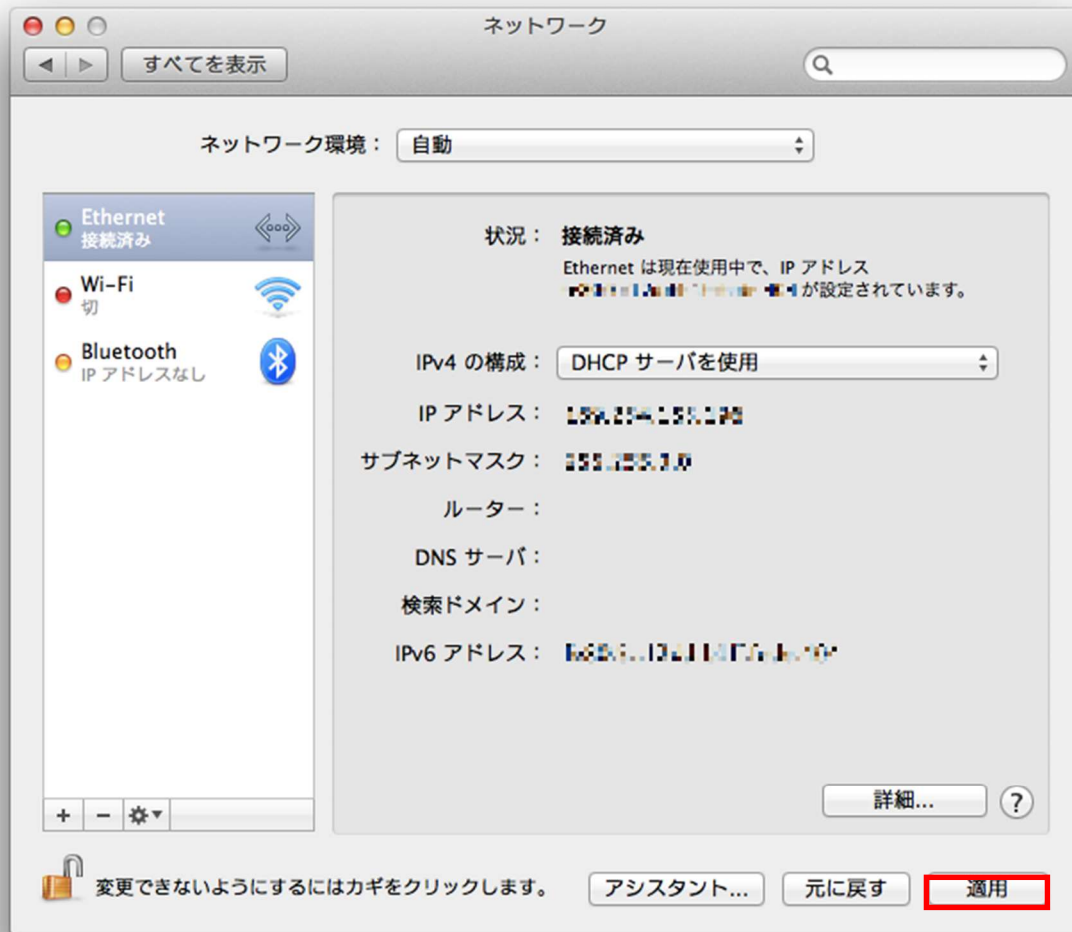 ネットワーク
すべてを表示
ネットワーク環境： 自動
Ethernet
接続済み
Wi-Fi
切
Bluetooth
IP アドレスなし
状況： 接続済み
Ethernet は現在使用中で、IP アドレス
が設定されています。
IPv4 の構成： DHCP サーバを使用
IP アドレス：
サブネットマスク：
ルーター：
DNS サーバ：
検索ドメイン：
IPv6 アドレス：
詳細...
?
変更できないようにするにはカギをクリックします。
アシスタント...
元に戻す
適用